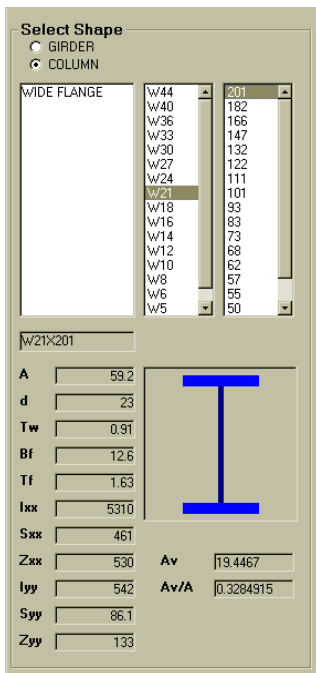 Select Shape
GIRDER
COLUMN
WIDE FLANGE
W44
W40
W36
W33
W30
W27
W24
W21
W18
W16
W14
W12
W10
W8
W6
W5
201
182
166
147
132
122
111
101
93
83
73
68
62
57
55
50
W21X201
A 59.2
d 23
Tw 0.91
Bf 12.6
Tf 1.63
Ixx 5310
Sxx 461
Zxx 530 Av 19.4467
Iyy 542 Av/A 0.3284915
Syy 86.1
Zyy 133